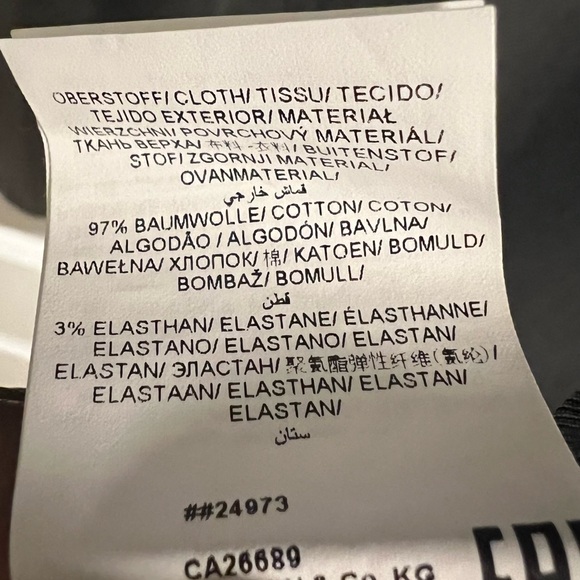 OBERSTOFF/ CLOTH/ TISSU/ TECIDO/
TEJIDO EXTERIOR/ MATERIAŁ
WIERZCHNI/ POVRCHOVÝ MATERIÁL/
ТКАНЬ ВЕРХА/ 布料 - 衣料/ BUITENSTOF/
STOF/ ZGORNJI MATERIAL/
OVANMATERIAL/
قماش خارجي
97% BAUMWOLLE/ COTTON/ COTON/
ALGODÃO / ALGODÓN/ BAVLNA/
BAWEŁNA/ ХЛОПОК/ 棉/ KATOEN/ BOMULD/
BOMBAŽ/ BOMULL/
قطن
3% ELASTHAN/ ELASTANE/ ÉLASTHANNE/
ELASTANO/ ELASTANO/ ELASTAN/
ELASTAN/ ЭЛАСТАН/ 聚氨酯弹性纤维(氨纶)/
ELASTAAN/ ELASTHAN/ ELASTAN/
ELASTAN/
ستان
##24973
CA26689
& Co. KG